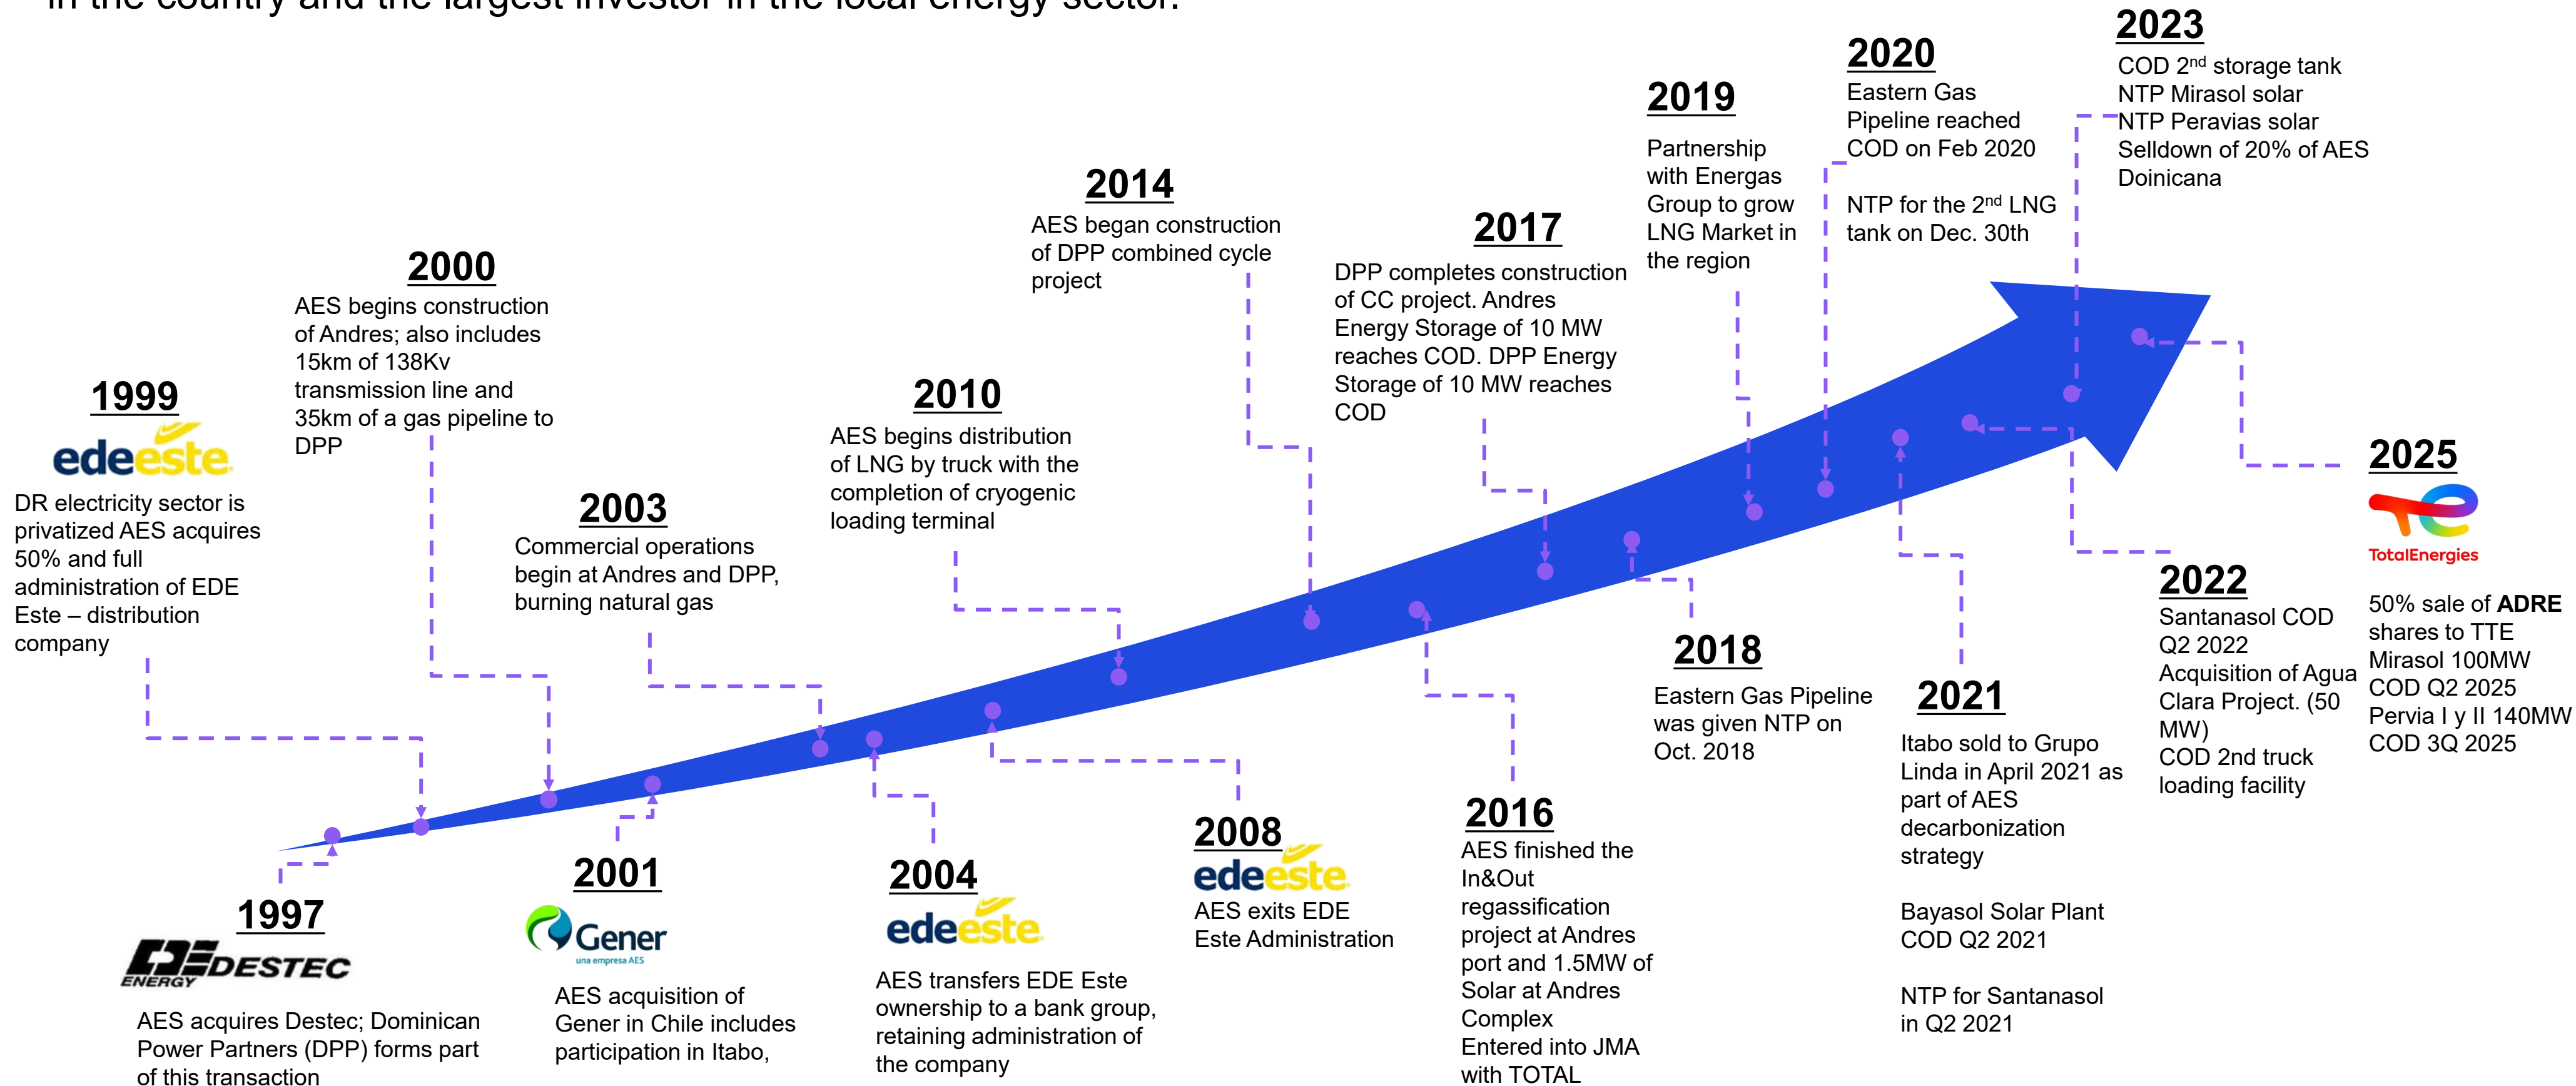 in the country and the largest investor in the local energy sector.
1997
DESTEC
ENERGY
AES acquires Destec; Dominican
Power Partners (DPP) forms part
of this transaction
1999
edeeste
DR electricity sector is
privatized AES acquires
50% and full
administration of EDE
Este – distribution
company
2000
AES begins construction
of Andres; also includes
15km of 138Kv
transmission line and
35km of a gas pipeline to
DPP
2001
Gener
una empresa AES
AES acquisition of
Gener in Chile includes
participation in Itabo,
2003
Commercial operations
begin at Andres and DPP,
burning natural gas
2004
edeeste
AES transfers EDE Este
ownership to a bank group,
retaining administration of
the company
2008
edeeste
AES exits EDE
Este Administration
2010
AES begins distribution
of LNG by truck with the
completion of cryogenic
loading terminal
2014
AES began construction
of DPP combined cycle
project
2016
AES finished the
In&Out
regassification
project at Andres
port and 1.5MW of
Solar at Andres
Complex
Entered into JMA
with TOTAL
2017
DPP completes construction
of CC project. Andres
Energy Storage of 10 MW
reaches COD. DPP Energy
Storage of 10 MW reaches
COD
2018
Eastern Gas Pipeline
was given NTP on
Oct. 2018
2019
Partnership
with Energas
Group to grow
LNG Market in
the region
2020
Eastern Gas
Pipeline reached
COD on Feb 2020
NTP for the 2nd LNG
tank on Dec. 30th
2021
Itabo sold to Grupo
Linda in April 2021 as
part of AES
decarbonization
strategy
Bayasol Solar Plant
COD Q2 2021
NTP for Santanasol
in Q2 2021
2022
Santanasol COD
Q2 2022
Acquisition of Agua
Clara Project. (50
MW)
COD 2nd truck
loading facility
2023
COD 2nd storage tank
NTP Mirasol solar
NTP Peravias solar
Selldown of 20% of AES
Doinicana
2025
TotalEnergies
50% sale of ADRE
shares to TTE
Mirasol 100MW
COD Q2 2025
Pervia I y II 140MW
COD 3Q 2025